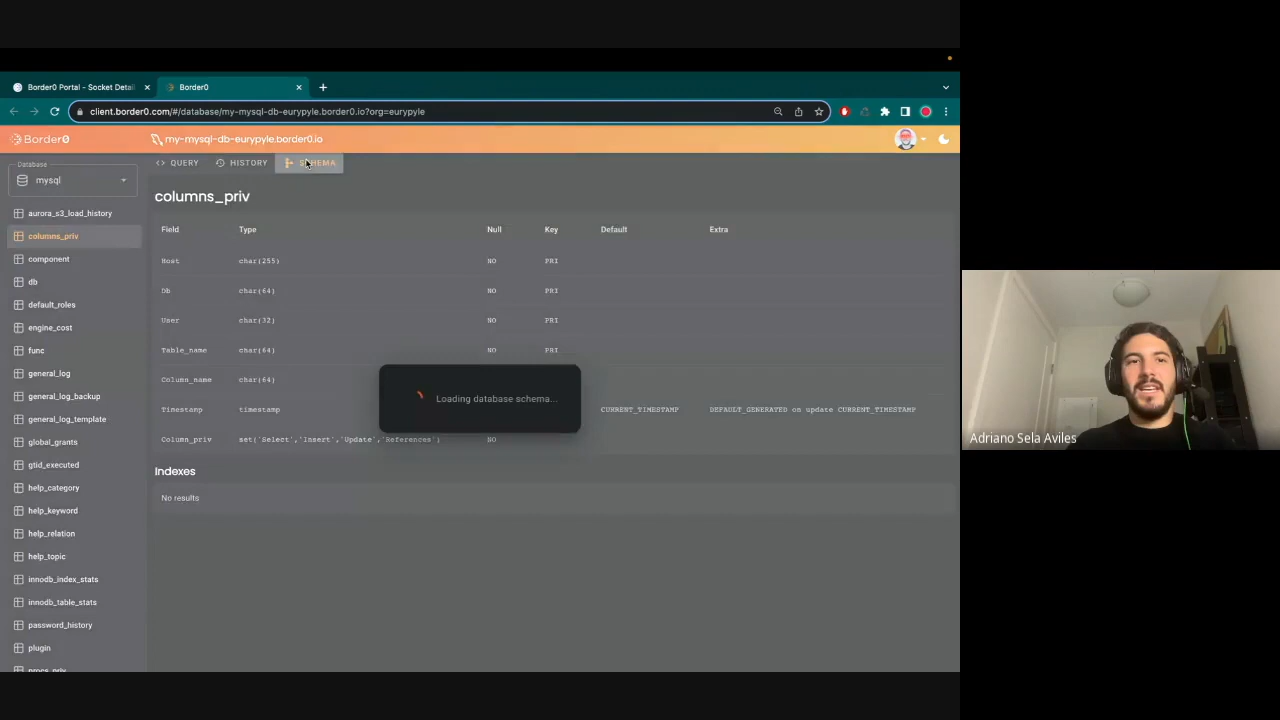 Border0 Portal - Socket Detail
Border0
client.border0.com/#/database/my-mysql-db-eurypyle.border0.io?org=eurypyle
Border0
my-mysql-db-eurypyle.border0.io
Database
mysql
QUERY
HISTORY
SCHEMA
aurora_s3_load_history
columns_priv
component
db
default_roles
engine_cost
func
general_log
general_log_backup
general_log_template
global_grants
gtid_executed
help_category
help_keyword
help_relation
help_topic
innodb_index_stats
innodb_table_stats
password_history
plugin
procs_priv
columns_priv
Field Type Null Key Default Extra
Host char(255) NO PRI
Db char(64) NO PRI
User char(32) NO PRI
Table_name char(64) NO PRI
Column_name char(64)
Timestamp timestamp CURRENT_TIMESTAMP DEFAULT_GENERATED on update CURRENT_TIMESTAMP
Column_priv set('Select','Insert','Update','References') NO
Loading database schema...
Indexes
No results
Adriano Sela Aviles